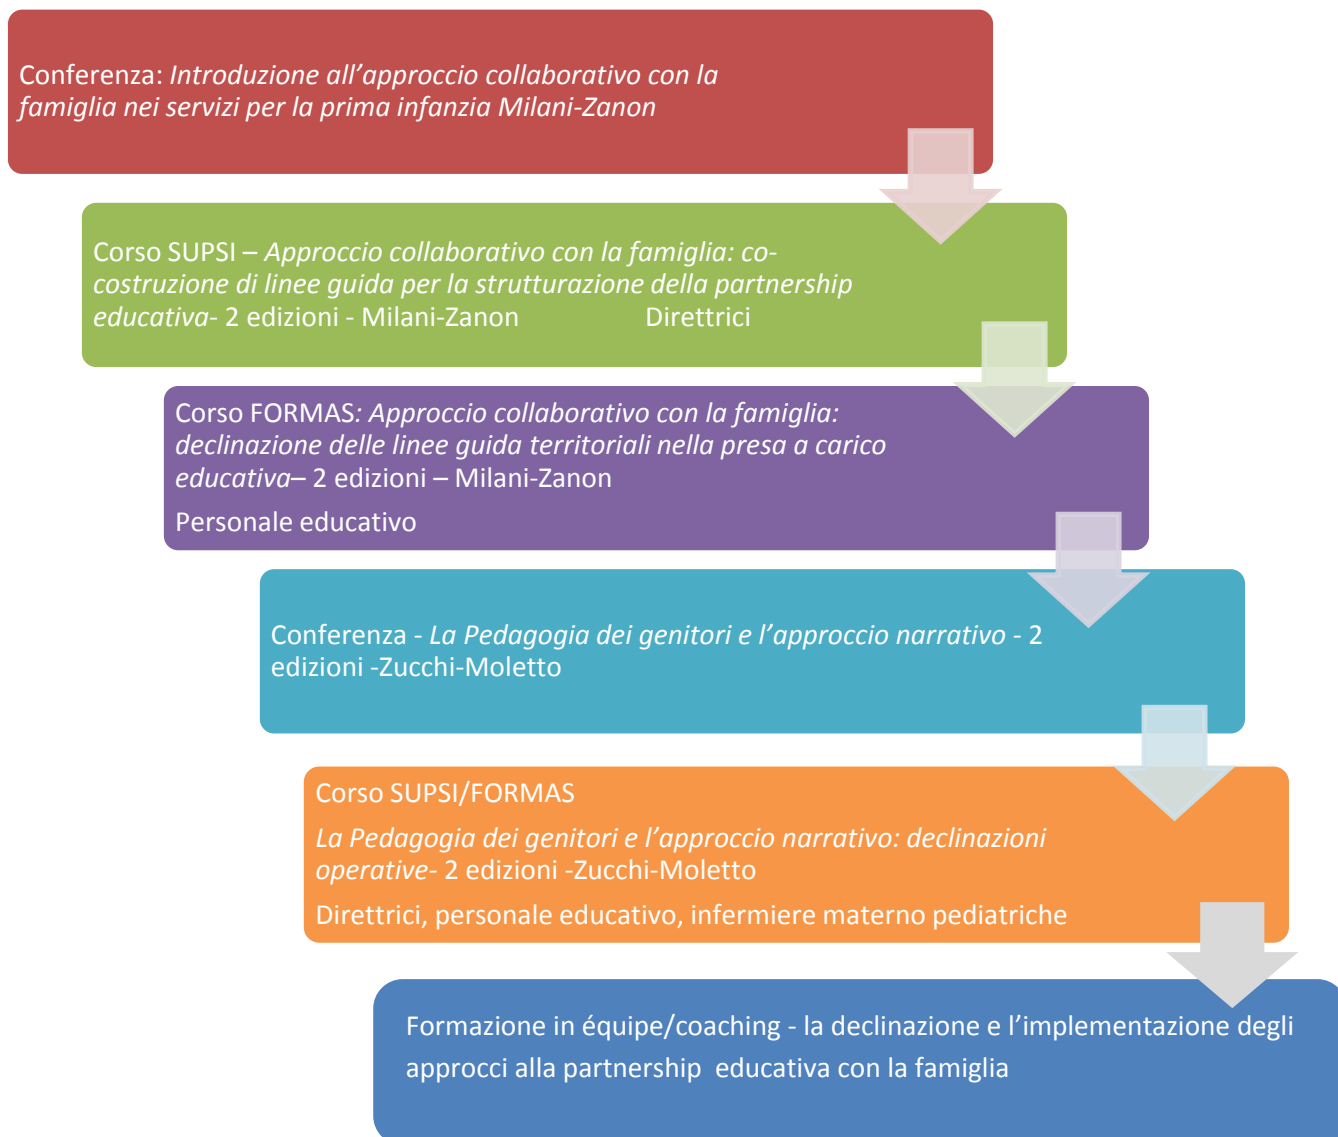 Conferenza: Introduzione all’approccio collaborativo con la
famiglia nei servizi per la prima infanzia Milani-Zanon
Corso SUPSI – Approccio collaborativo con la famiglia: co-
costruzione di linee guida per la strutturazione della partnership
educativa- 2 edizioni - Milani-Zanon Direttrici
Corso FORMAS: Approccio collaborativo con la famiglia:
declinazione delle linee guida territoriali nella presa a carico
educativa– 2 edizioni – Milani-Zanon
Personale educativo
Conferenza - La Pedagogia dei genitori e l’approccio narrativo - 2
edizioni -Zucchi-Moletto
Corso SUPSI/FORMAS
La Pedagogia dei genitori e l’approccio narrativo: declinazioni
operative- 2 edizioni -Zucchi-Moletto
Direttrici, personale educativo, infermiere materno pediatriche
Formazione in équipe/coaching - la declinazione e l’implementazione degli
approcci alla partnership educativa con la famiglia